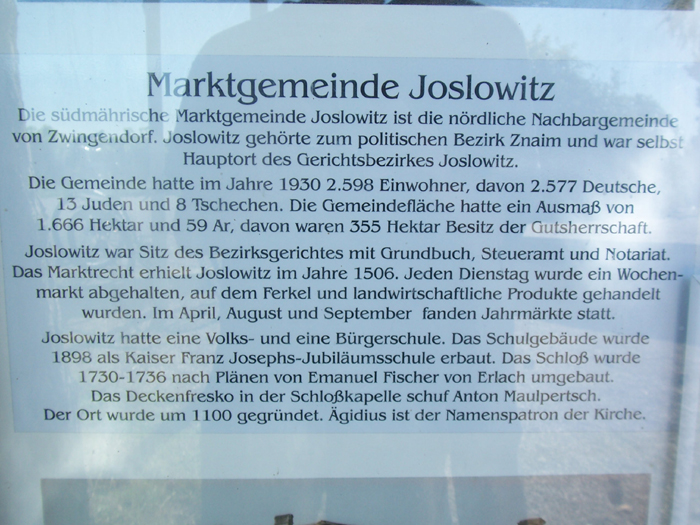 Marktgemeinde Joslowitz
Die südmährische Marktgemeinde Joslowitz ist die nördliche Nachbargemeinde
von Zwingendorf. Joslowitz gehörte zum politischen Bezirk Znaim und war selbst
Hauptort des Gerichtsbezirkes Joslowitz.
Die Gemeinde hatte im Jahre 1930 2.598 Einwohner, davon 2.577 Deutsche,
13 Juden und 8 Tschechen. Die Gemeindefläche hatte ein Ausmaß von
1.666 Hektar und 59 Ar, davon waren 355 Hektar Besitz der Gutsherrschaft.
Joslowitz war Sitz des Bezirksgerichtes mit Grundbuch, Steueramt und Notariat.
Das Marktrecht erhielt Joslowitz im Jahre 1506. Jeden Dienstag wurde ein Wochen-
markt abgehalten, auf dem Ferkel und landwirtschaftliche Produkte gehandelt
wurden. Im April, August und September fanden Jahrmärkte statt.
Joslowitz hatte eine Volks- und eine Bürgerschule. Das Schulgebäude wurde
1898 als Kaiser Franz Josephs-Jubiläumsschule erbaut. Das Schloß wurde
1730-1736 nach Plänen von Emanuel Fischer von Erlach umgebaut.
Das Deckenfresko in der Schloßkapelle schuf Anton Maulpertsch.
Der Ort wurde um 1100 gegründet. Ägidius ist der Namenspatron der Kirche.